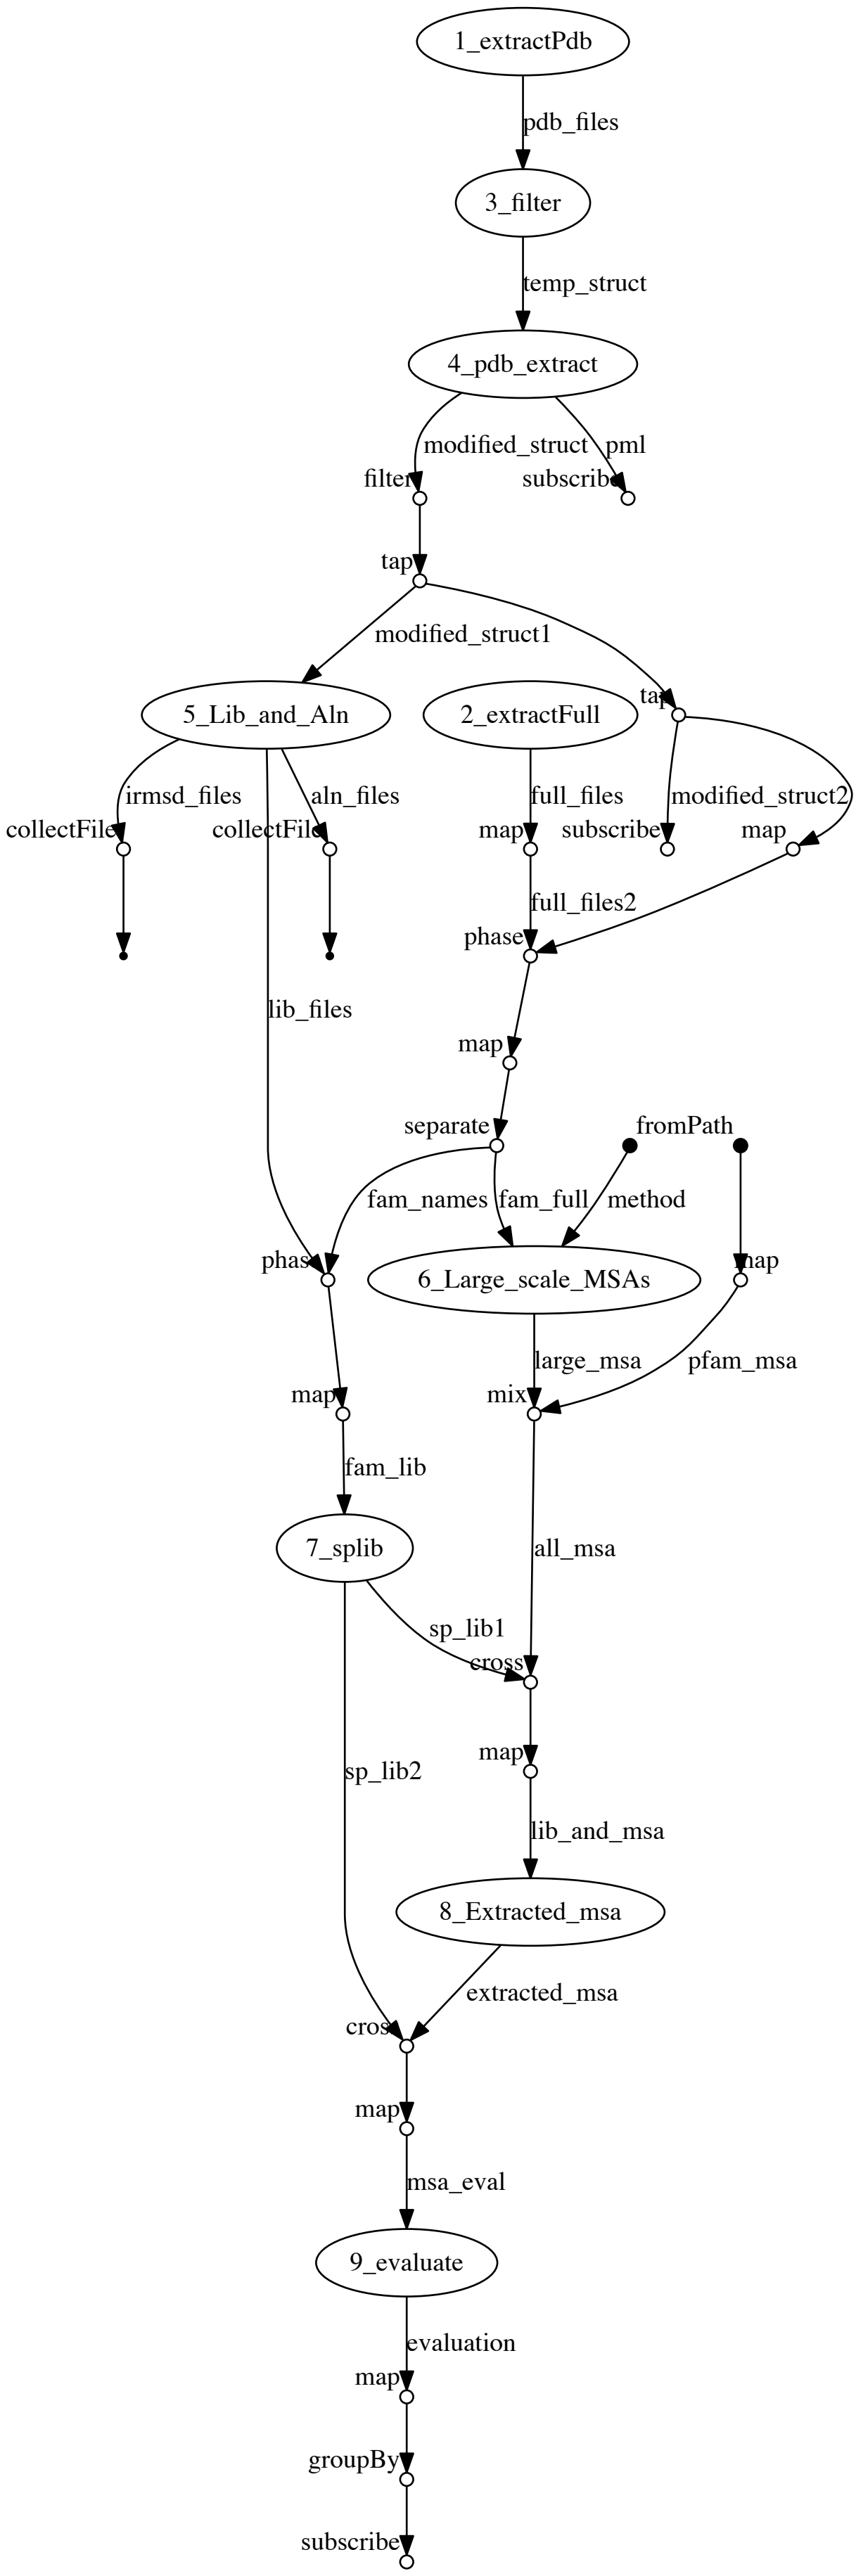 1_extractPdb
pdb_files
3_filter
temp_struct
4_pdb_extract
modified_struct
pml
filter
subscribe
tap
modified_struct1
5_Lib_and_Aln
2_extractFull
tap
irmsd_files
aln_files
full_files
modified_struct2
collectFile
collectFile
map
subscribe
map
full_files2
phase
lib_files
map
separate
fromPath
fam_names
fam_full
method
phase
6_Large_scale_MSAs
map
large_msa
pfam_msa
map
mix
fam_lib
7_splib
all_msa
sp_lib1
cross
map
sp_lib2
lib_and_msa
8_Extracted_msa
extracted_msa
cross
map
msa_eval
9_evaluate
evaluation
map
groupBy
subscribe